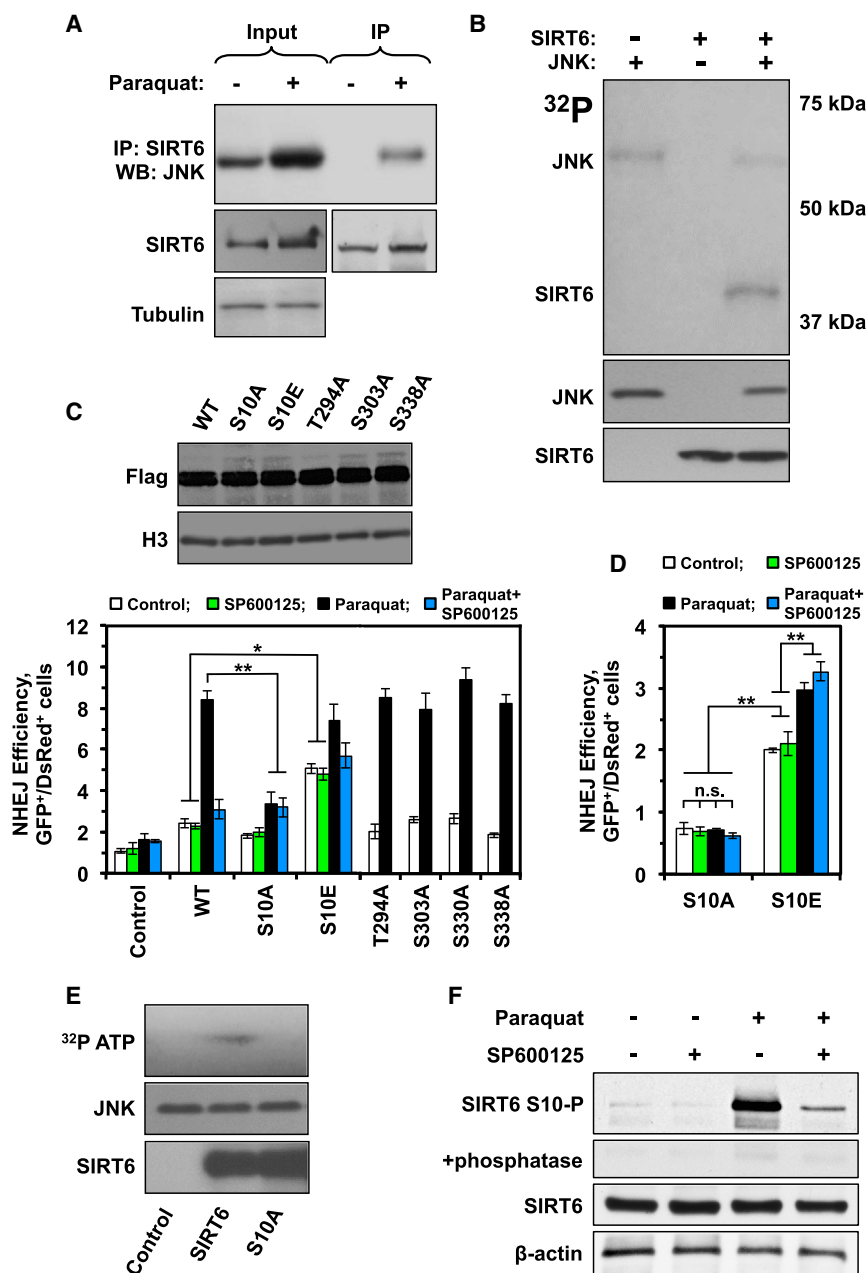 A
Input
IP
Paraquat:
-
+
-
+
IP: SIRT6
WB: JNK
SIRT6
Tubulin
B
SIRT6:
-
+
+
JNK:
+
-
+
32P
75 kDa
JNK
50 kDa
SIRT6
37 kDa
JNK
SIRT6
C
WT
S10A
S10E
T294A
S303A
S338A
Flag
H3
Control;
SP600125;
Paraquat;
Paraquat+
SP600125
NHEJ Efficiency,
GFP+/DsRed+ cells
12
10
8
6
4
2
0
*
**
Control
WT
S10A
S10E
T294A
S303A
S330A
S338A
D
Control;
SP600125
Paraquat;
Paraquat+
SP600125
NHEJ Efficiency,
GFP+/DsRed+ cells
4
3
2
1
0
**
**
n.s.
S10A
S10E
E
32P ATP
JNK
SIRT6
Control
SIRT6
S10A
F
Paraquat
-
-
+
+
SP600125
-
+
-
+
SIRT6 S10-P
+phosphatase
SIRT6
β-actin